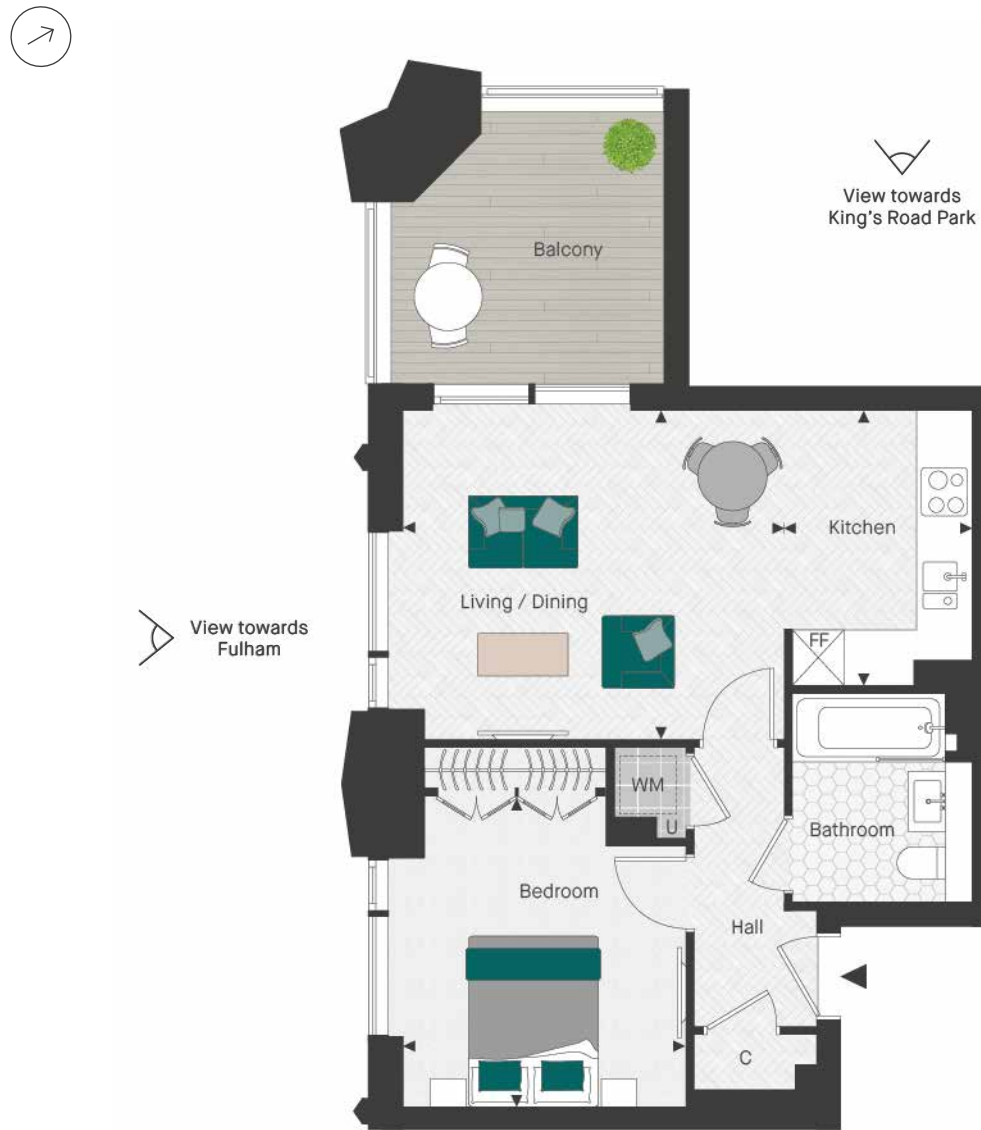 View towards
King's Road Park
Balcony
Kitchen
Living / Dining
View towards
Fulham
FF
WM
U
Bathroom
Bedroom
Hall
C